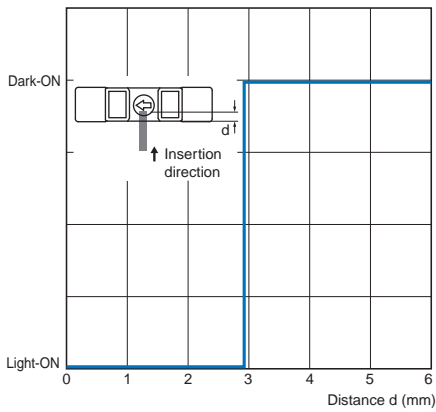 Dark-ON
d
Insertion
direction
Light-ON
0 1 2 3 4 5 6
Distance d (mm)